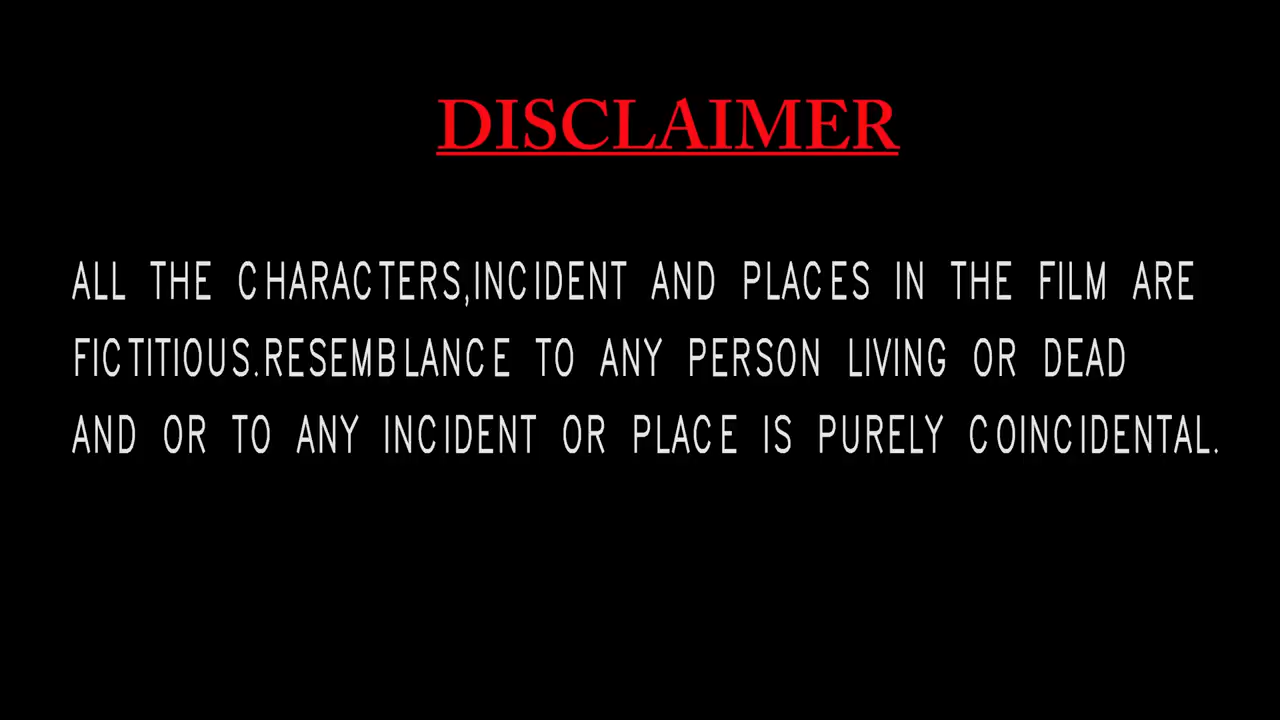 DISCLAIMER
ALL THE CHARACTERS,INCIDENT AND PLACES IN THE FILM ARE
FICTITIOUS.RESEMBLANCE TO ANY PERSON LIVING OR DEAD
AND OR TO ANY INCIDENT OR PLACE IS PURELY COINCIDENTAL.